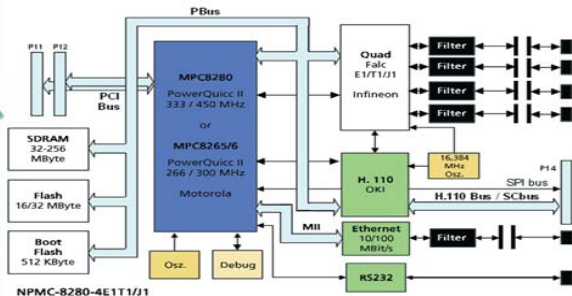 PBus
P11 P12
PCI
Bus
SDRAM
32-256
MByte
Flash
16/32 MByte
Boot
Flash
512 KByte
MPC8280
PowerQuicc II
333 / 450 MHz
or
MPC8265/6
PowerQuicc II
266 / 300 MHz
Motorola
Osz.
Debug
MII
Quad
Falc
E1/T1/J1
Infineon
Filter
Filter
Filter
Filter
16,384
MHz
Osz.
H. 110
OKI
P14
SPI bus
H.110 Bus / SCbus
Ethernet
10/100
MBit/s
Filter
RS232
NPMC-8280-4E1T1/J1